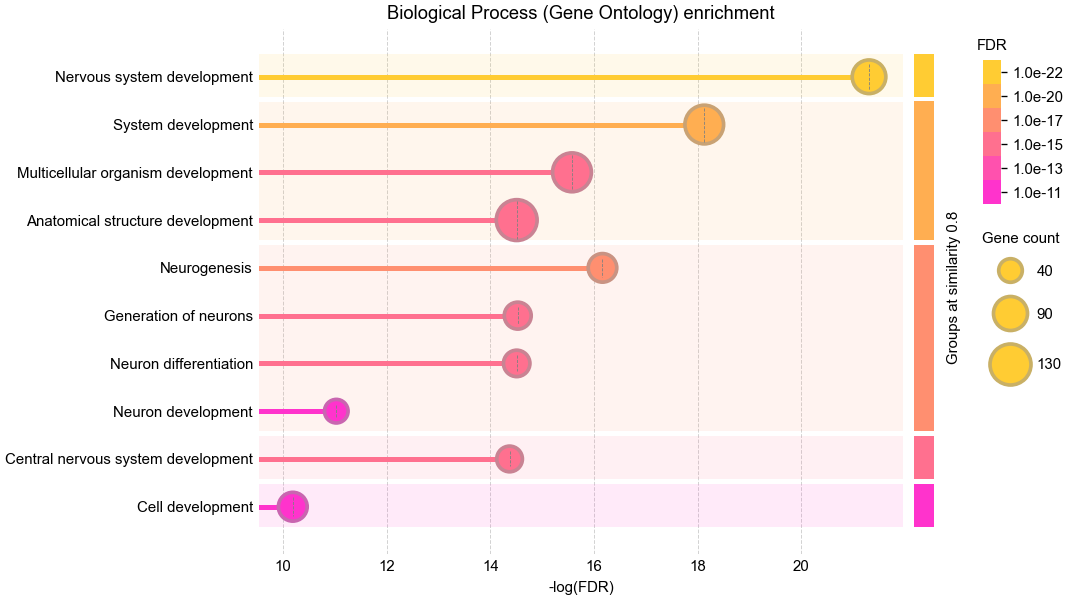 Biological Process (Gene Ontology) enrichment
Nervous system development
System development
Multicellular organism development
Anatomical structure development
Neurogenesis
Generation of neurons
Neuron differentiation
Neuron development
Central nervous system development
Cell development
10 12 14 16 18 20
-log(FDR)
Groups at similarity 0.8
FDR
1.0e-22
1.0e-20
1.0e-17
1.0e-15
1.0e-13
1.0e-11
Gene count
40
90
130